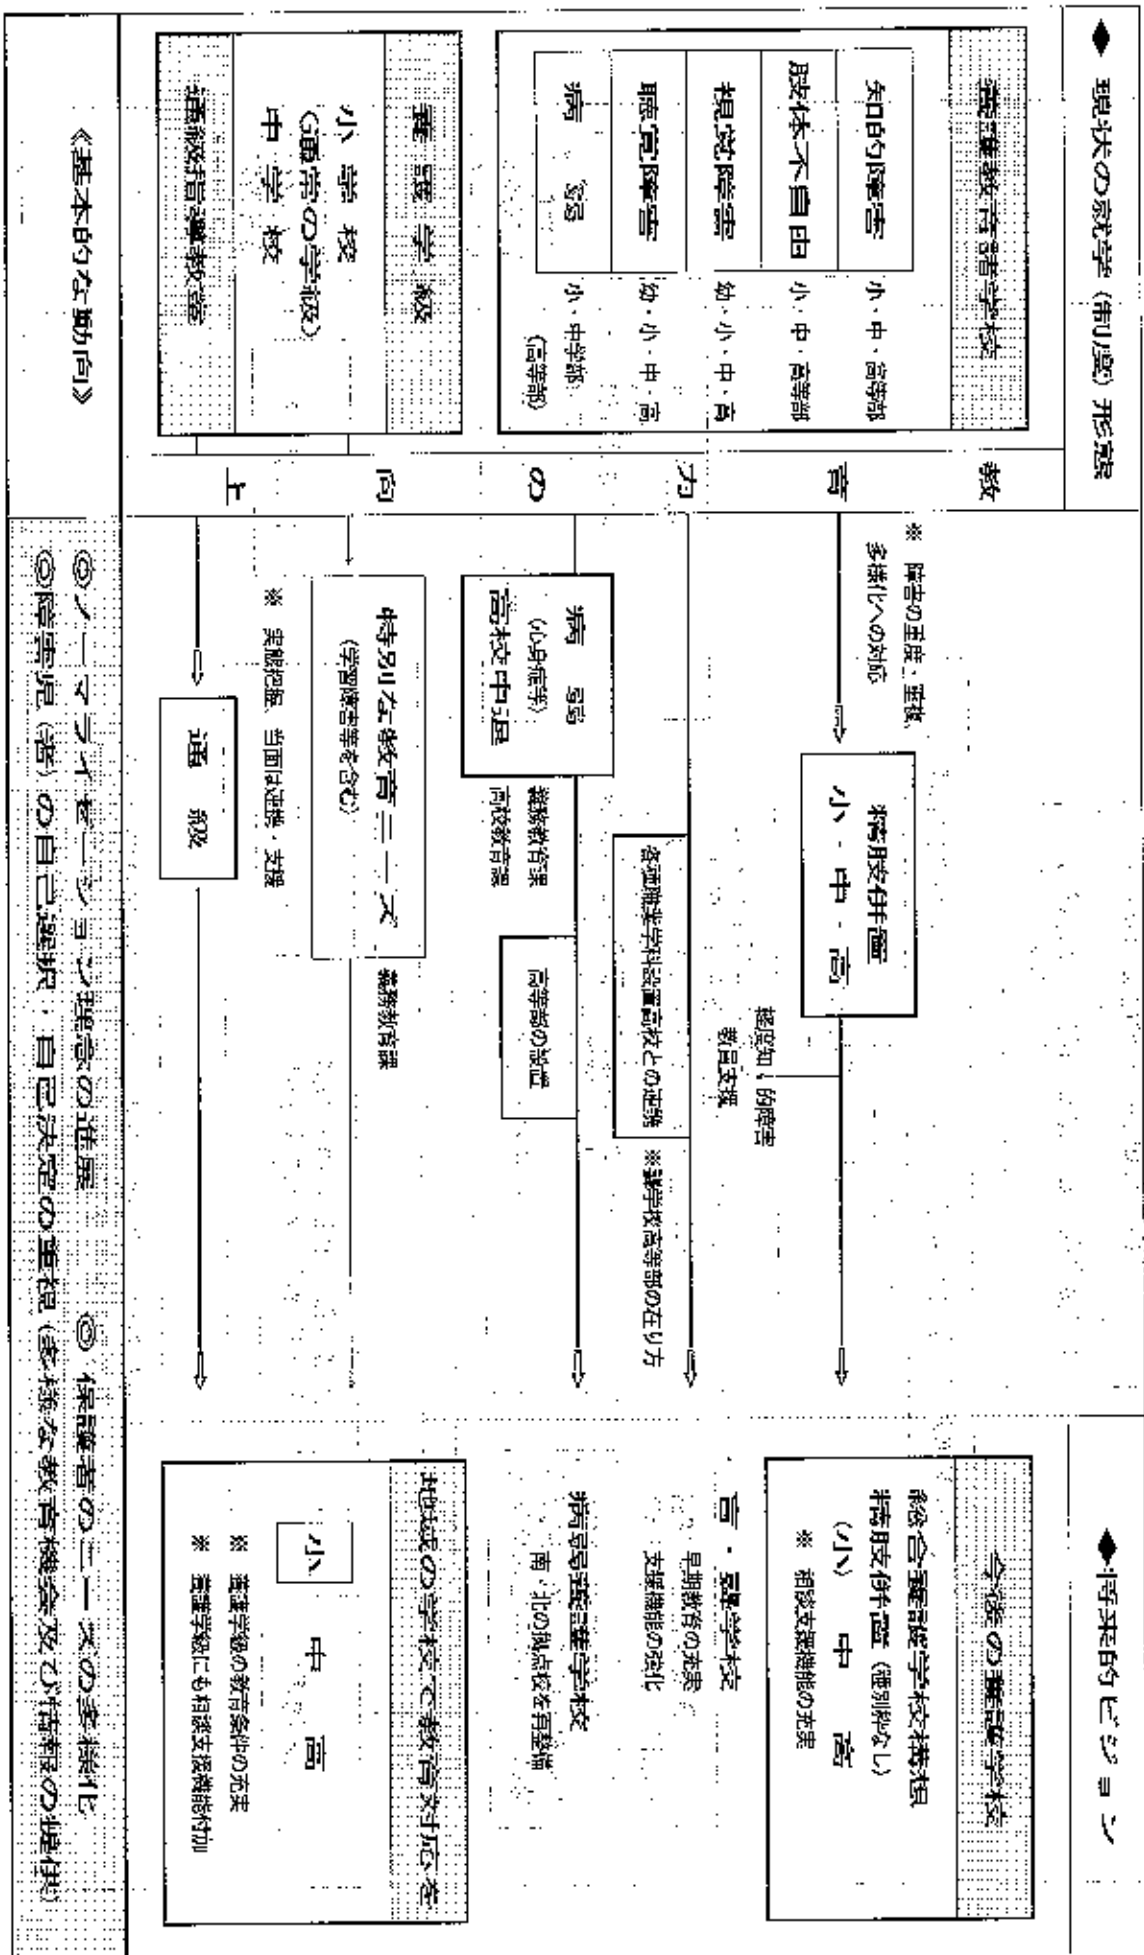 ◆ 現状の就学（制度）形態
養護教育諸学校
知的障害 小・中・高等部
肢体不自由 小・中・高等部
視覚障害 幼・小・中・高
聴覚障害 幼・小・中・高
病 弱 小・中学部
（高等部）
養護学級
小学校
（通常の学級）
中学校
通級指導教室
教育力の向上
※ 障害の重度・重複、
多様化への対応
精肢併置
小・中・高
軽度知的障害
教員支援
各種職業学科設置高校との連携
※聾学校高等部の在り方
病 弱
（心身症等）
高校中退
義務教育課
高校教育課
高等部の設置
特別な教育ニーズ
（学習障害等を含む）
義務教育課
※ 実態把握、当面は連携・支援
通 級
◆将来的ビジョン
今後の養護学校
総合養護学校構想
精肢併置（種別枠なし）
（小） 中 高
※ 相談支援機能の充実
盲・聾学校
早期教育の充実
支援機能の強化
病弱養護学校
南・北の拠点校を再整備
地域の学校で教育対応を
小 中 高
※ 養護学級の教育条件の充実
※ 養護学級にも相談支援機能付加
《基本的な動向》
◎ノーマライゼーション理念の進展 ◎ 保護者のニーズの多様化
◎障害児（者）の自己選択・自己決定の重視（多様な教育機会及び情報の提供）